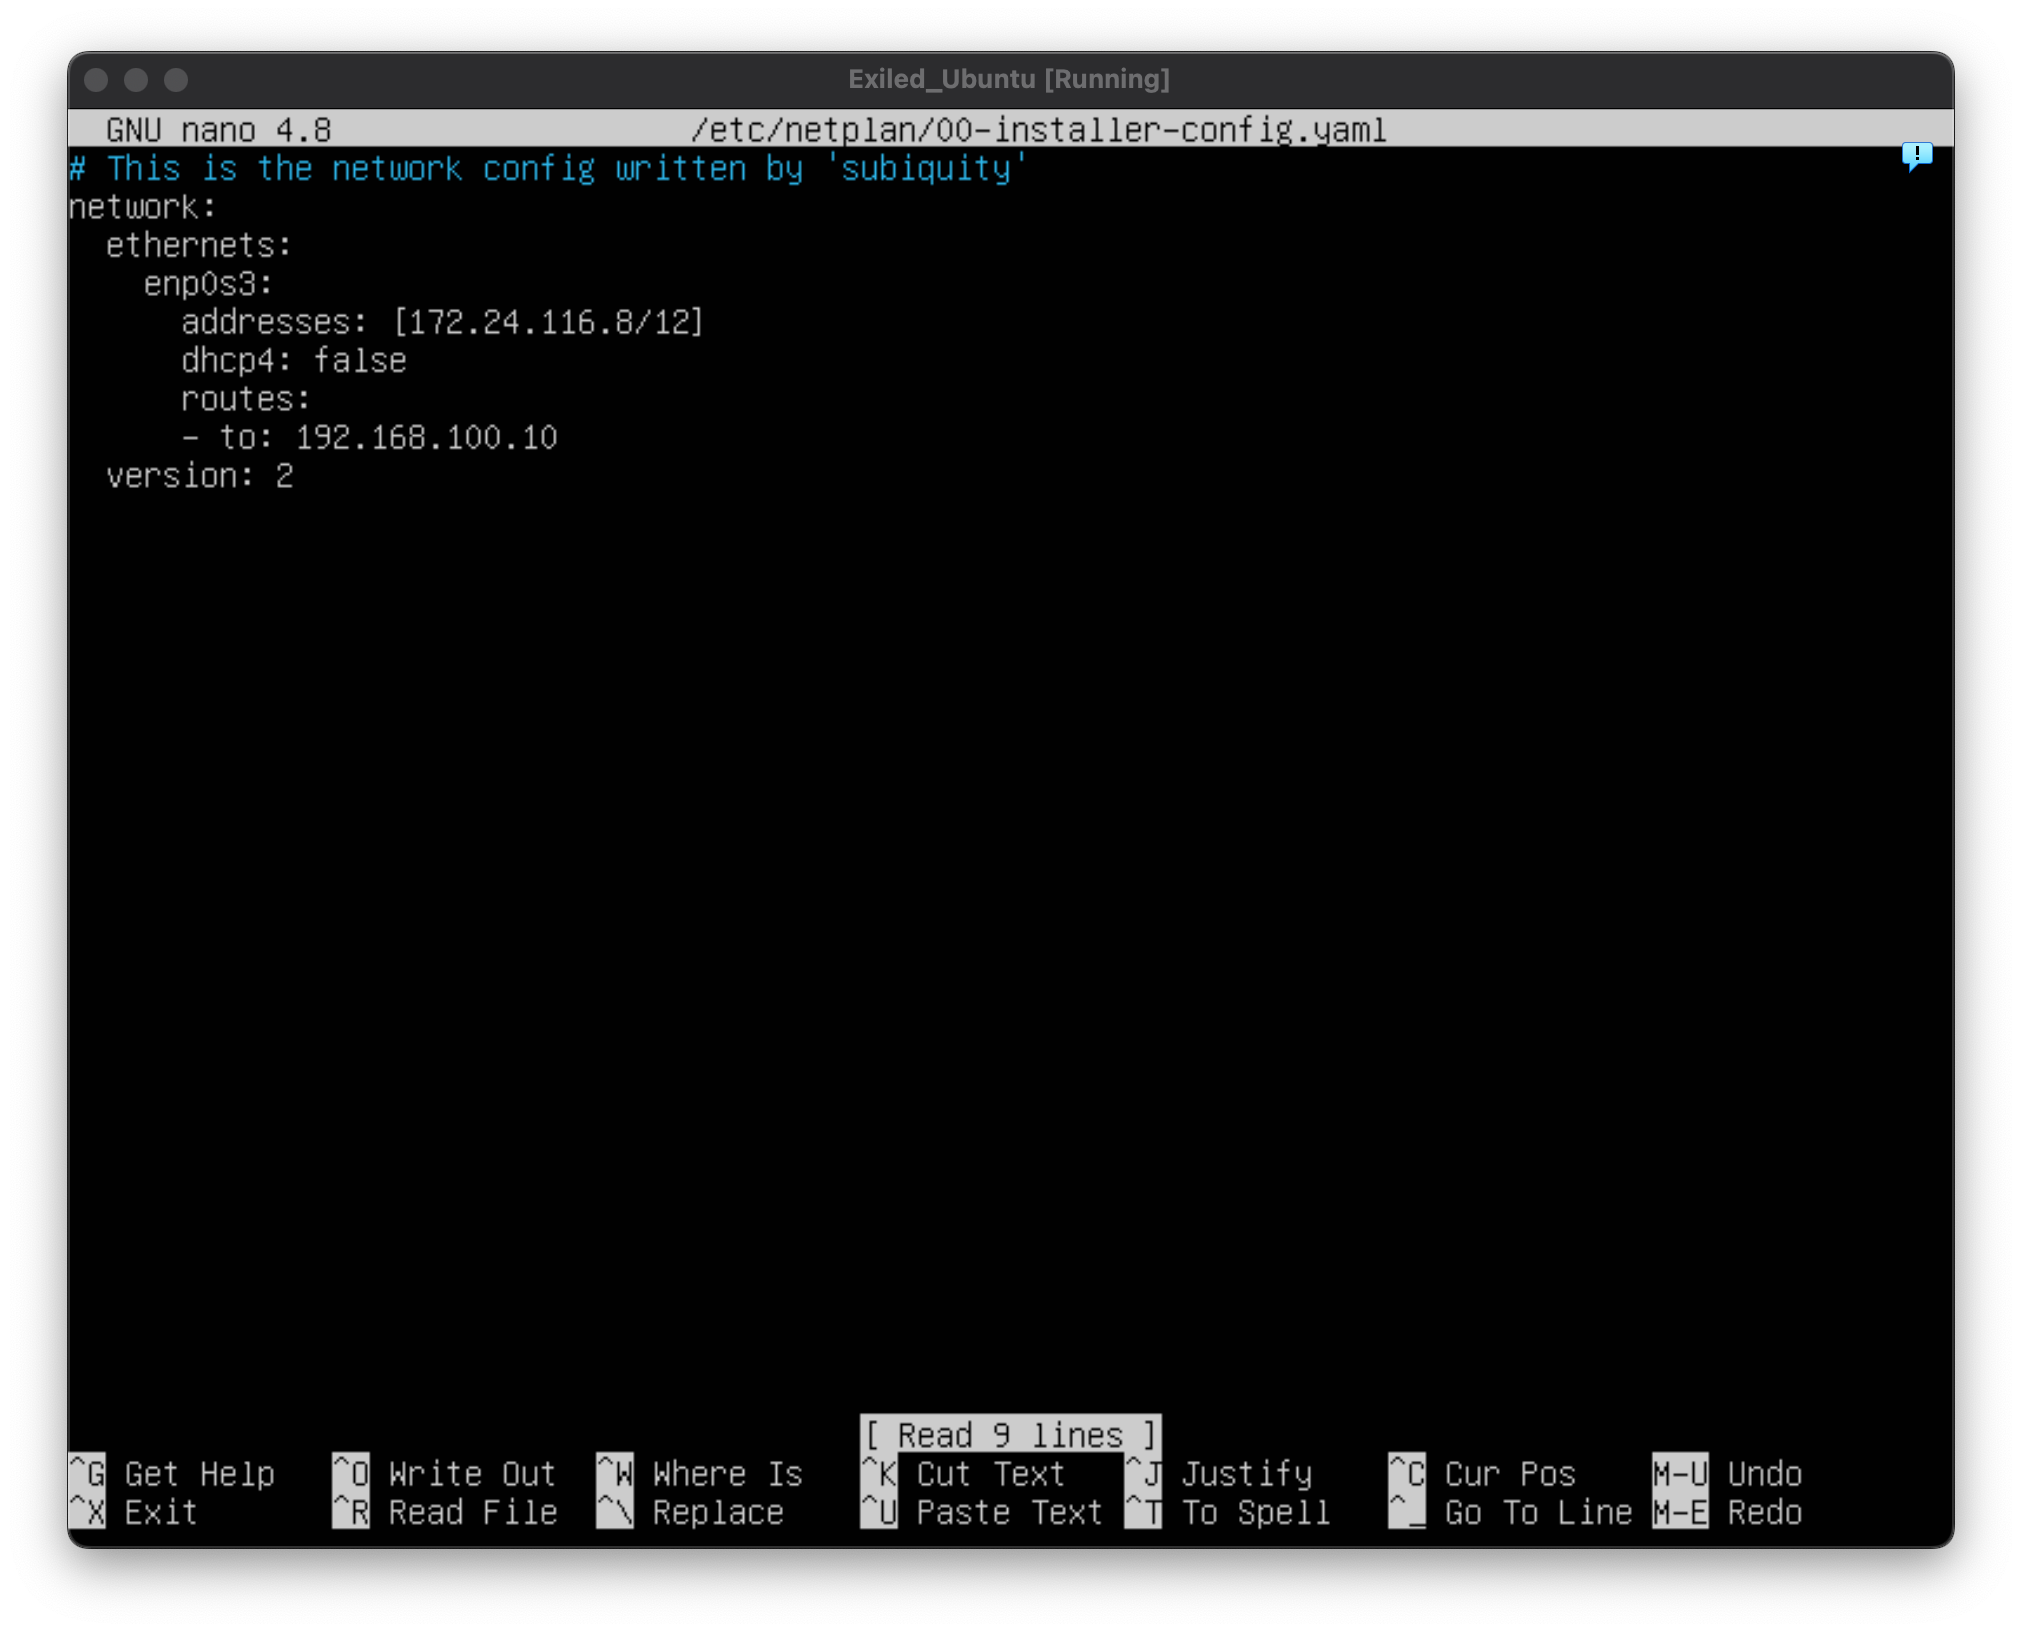 Exiled_Ubuntu [Running]
GNU nano 4.8 /etc/netplan/00-installer-config.yaml
# This is the network config written by 'subiquity'
network:
  ethernets:
    enp0s3:
      addresses: [172.24.116.8/12]
      dhcp4: false
      routes:
      - to: 192.168.100.10
  version: 2
[ Read 9 lines ]
^G Get Help ^O Write Out ^W Where Is ^K Cut Text ^J Justify ^C Cur Pos M-U Undo
^X Exit ^R Read File ^\ Replace ^U Paste Text ^T To Spell ^_ Go To Line M-E Redo